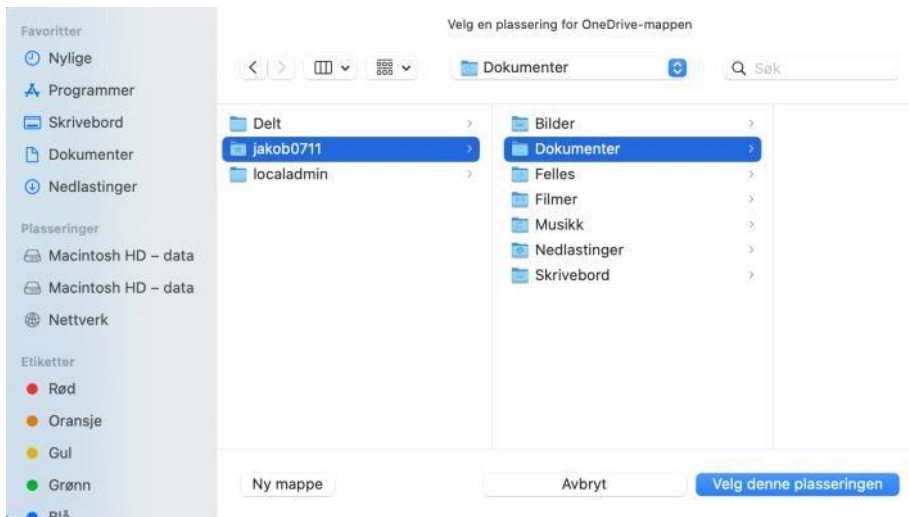 Velg en plassering for OneDrive-mappen
Favoritter
Nylige
Programmer
Skrivebord
Dokumenter
Nedlastinger
Plasseringer
Macintosh HD – data
Macintosh HD – data
Nettverk
Etiketter
Rød
Oransje
Gul
Grønn
Blå
Dokumenter
Søk
Delt
jakob0711
localadmin
Bilder
Dokumenter
Felles
Filmer
Musikk
Nedlastinger
Skrivebord
Ny mappe
Avbryt
Velg denne plasseringen